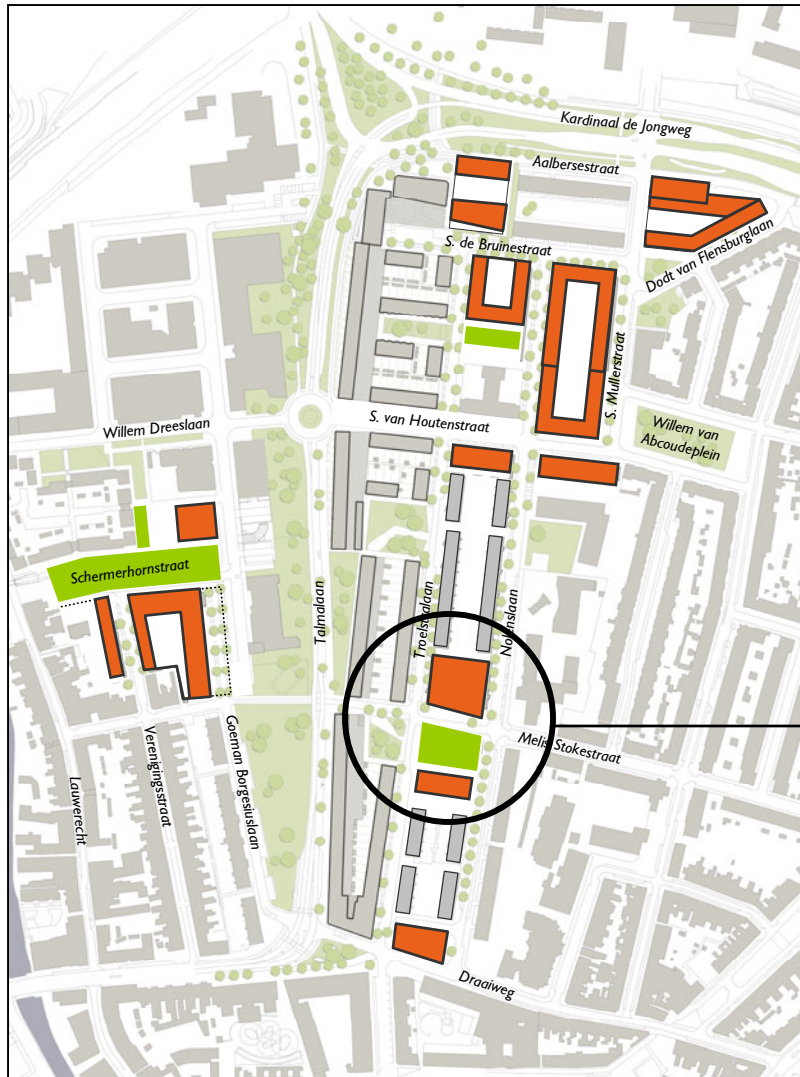 Kardinaal de Jongweg
Aalbersestraat
S. de Bruinestraat
Dodt van Flensburglaan
S. Mullerstraat
S. van Houtenstraat
Willem van
Abcoudeplein
Willem Dreeslaan
Schermerhornstraat
Talmalaan
Troelstralaan
Nolenslaan
Melis Stokestraat
Goeman Borgesiuslaan
Verenigingsstraat
Lauwerecht
Draaiweg